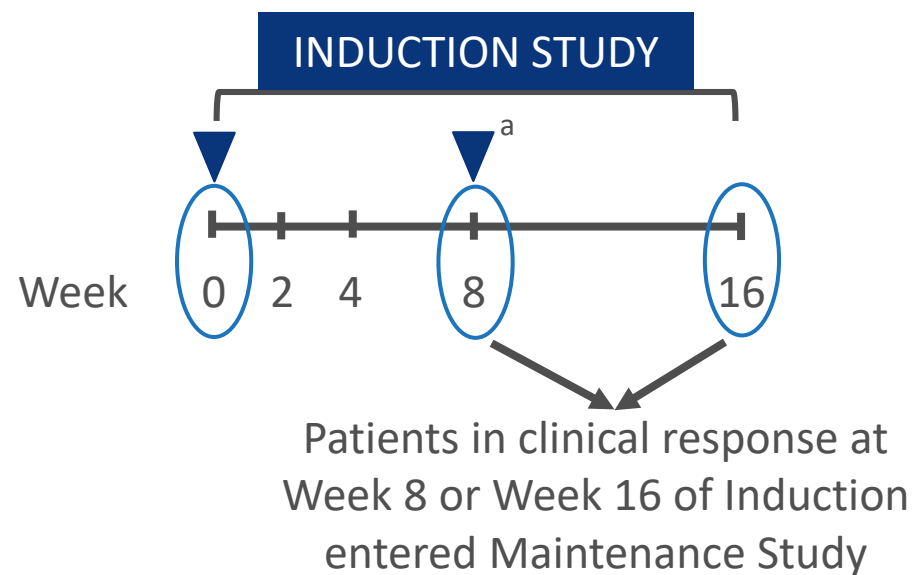 INDUCTION STUDY
a
Week 0 2 4 8 16
Patients in clinical response at
Week 8 or Week 16 of Induction
entered Maintenance Study